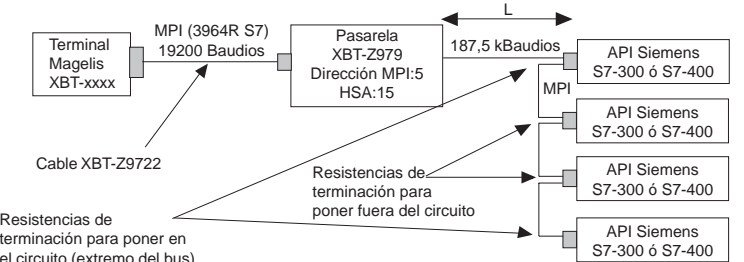 Terminal
Magelis
XBT-xxxx
MPI (3964R S7)
19200 Baudios
Pasarela
XBT-Z979
Dirección MPI:5
HSA:15
L
187,5 kBaudios
API Siemens
S7-300 ó S7-400
MPI
API Siemens
S7-300 ó S7-400
Cable XBT-Z9722
Resistencias de
terminación para
poner fuera del circuito
API Siemens
S7-300 ó S7-400
Resistencias de
terminación para poner en
el circuito (extremo del bus)
API Siemens
S7-300 ó S7-400